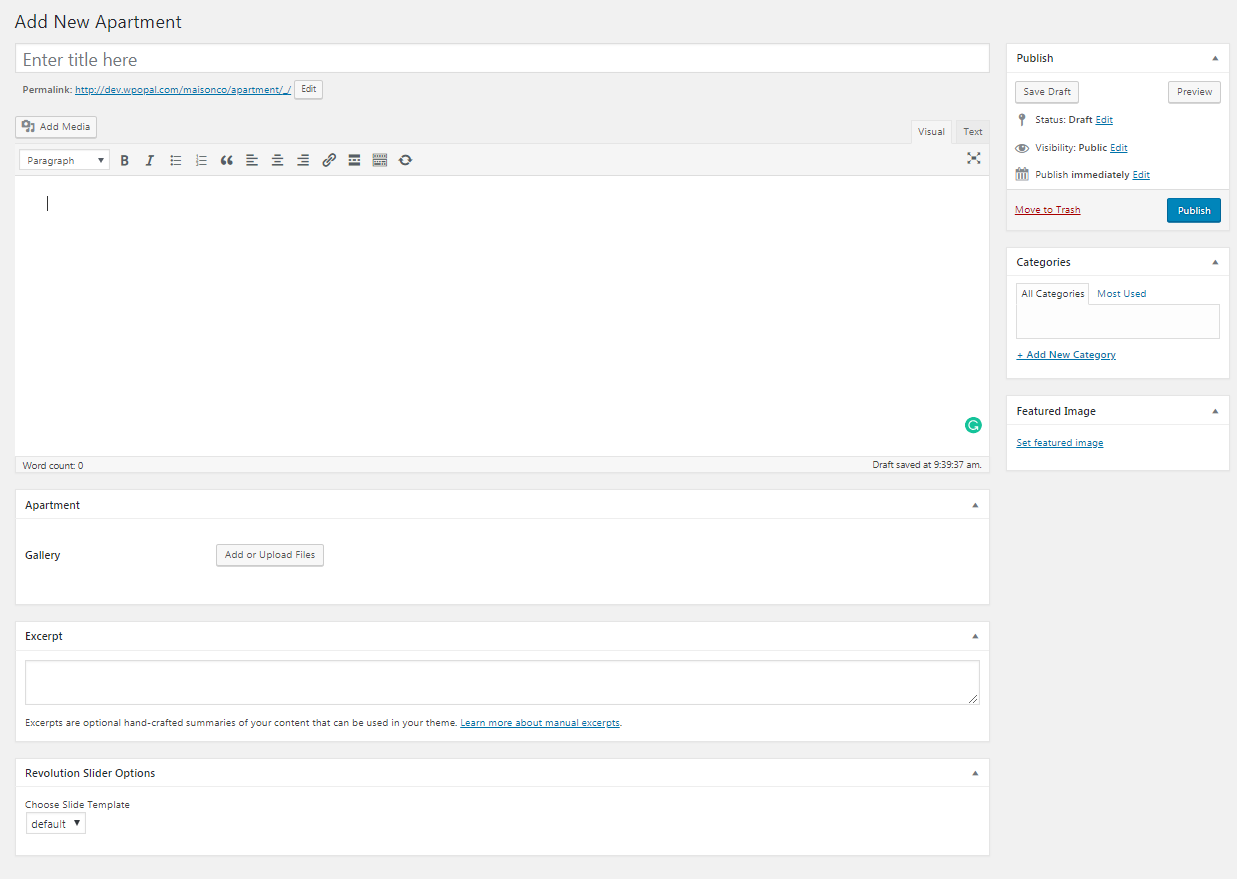 Add New Apartment
Enter title here
Permalink: http://dev.wpopal.com/maisonco/apartment/_/ Edit
Add Media
Visual Text
Paragraph
B I
Word count: 0 Draft saved at 9:39:37 am.
Apartment
Gallery Add or Upload Files
Excerpt
Excerpts are optional hand-crafted summaries of your content that can be used in your theme. Learn more about manual excerpts.
Revolution Slider Options
Choose Slide Template
default
Publish
Save Draft Preview
Status: Draft Edit
Visibility: Public Edit
Publish immediately Edit
Move to Trash Publish
Categories
All Categories Most Used
+ Add New Category
Featured Image
Set featured image